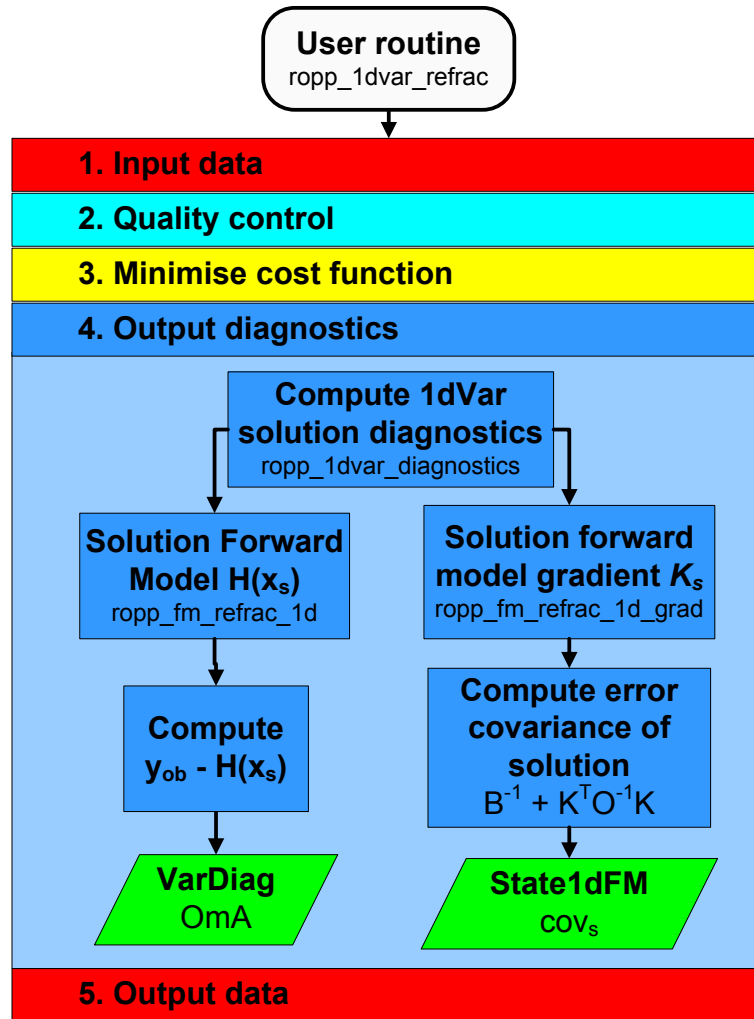 User routine
ropp_1dvar_refrac
1. Input data
2. Quality control
3. Minimise cost function
4. Output diagnostics
Compute 1dVar
solution diagnostics
ropp_1dvar_diagnostics
Solution Forward
Model H(xₛ)
ropp_fm_refrac_1d
Solution forward
model gradient Kₛ
ropp_fm_refrac_1d_grad
Compute
y_ob - H(xₛ)
Compute error
covariance of
solution
B⁻¹ + KᵀO⁻¹K
VarDiag
OmA
State1dFM
covₛ
5. Output data